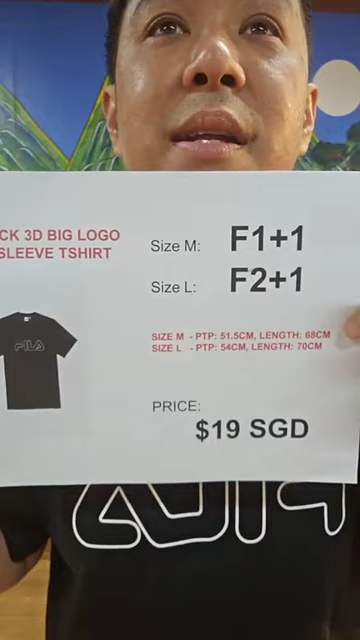 CK 3D BIG LOGO
SLEEVE TSHIRT
Size M: F1+1
Size L: F2+1
SIZE M - PTP: 51.5CM, LENGTH: 68CM
SIZE L - PTP: 54CM, LENGTH: 70CM
FILA
PRICE:
$19 SGD